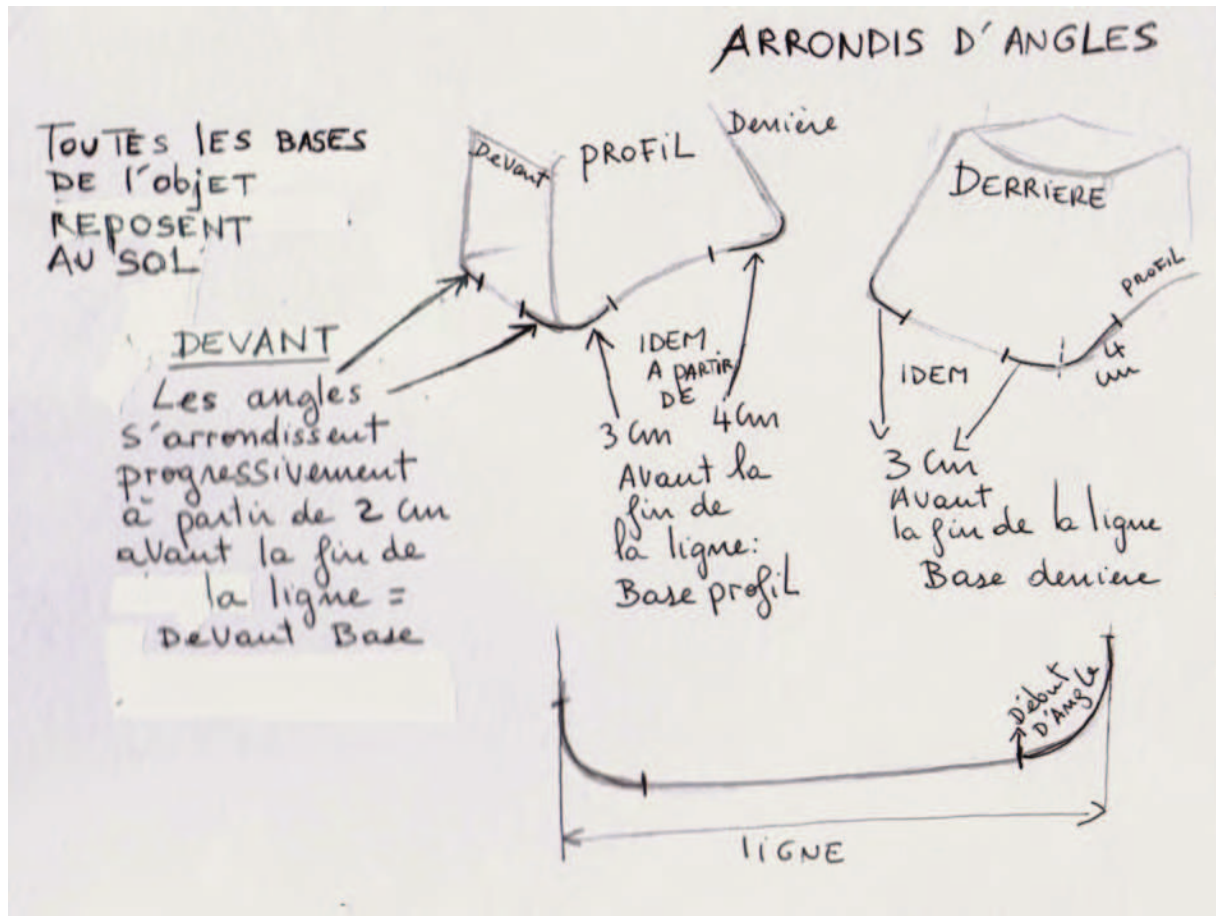 ARRONDIS D'ANGLES
TOUTES lES BASES
DE l'objET
REPOSENT
AU SOL
Devant
PROFIL
Derrière
DERRIERE
PROFIL
DEVANT
Les angles
s'arrondissent
progressivement
à partir de 2 cm
avant la fin de
la ligne =
Devant Base
IDEM
A PARTIR
DE
3 cm
4 cm
Avant la
fin de
la ligne:
Base profil
IDEM
4
cm
3 cm
Avant
la fin de la ligne
Base derriere
Début
D'Angle
lIGNE